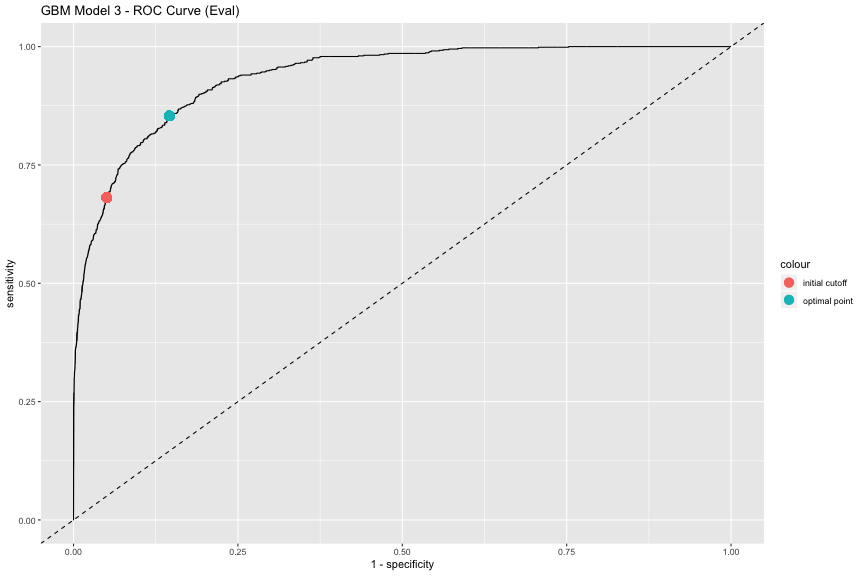 GBM Model 3 - ROC Curve (Eval)
1.00
0.75
0.50
0.25
0.00
sensitivity
0.00 0.25 0.50 0.75 1.00
1 - specificity
colour
initial cutoff
optimal point